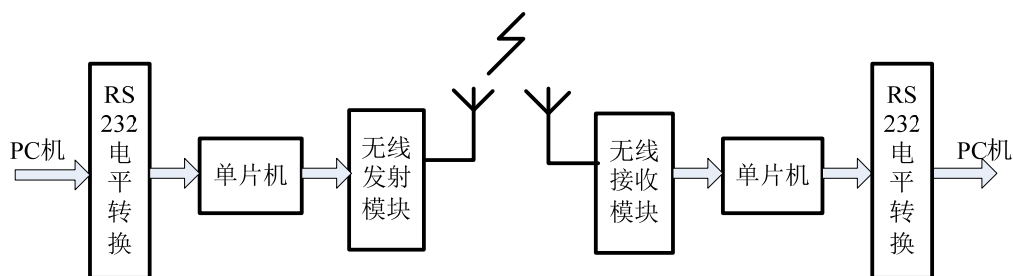 PC机
RS
232
电
平
转
换
单片机
无线
发射
模块
无线
接收
模块
单片机
RS
232
电
平
转
换
PC机